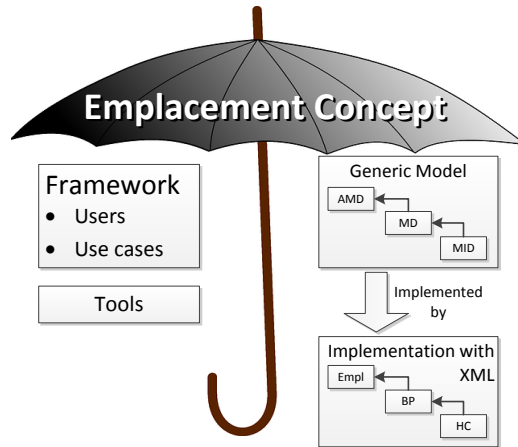 Emplacement Concept
Framework
• Users
• Use cases
Tools
Generic Model
AMD
MD
MID
Implemented
by
Implementation with
XML
Empl
BP
HC